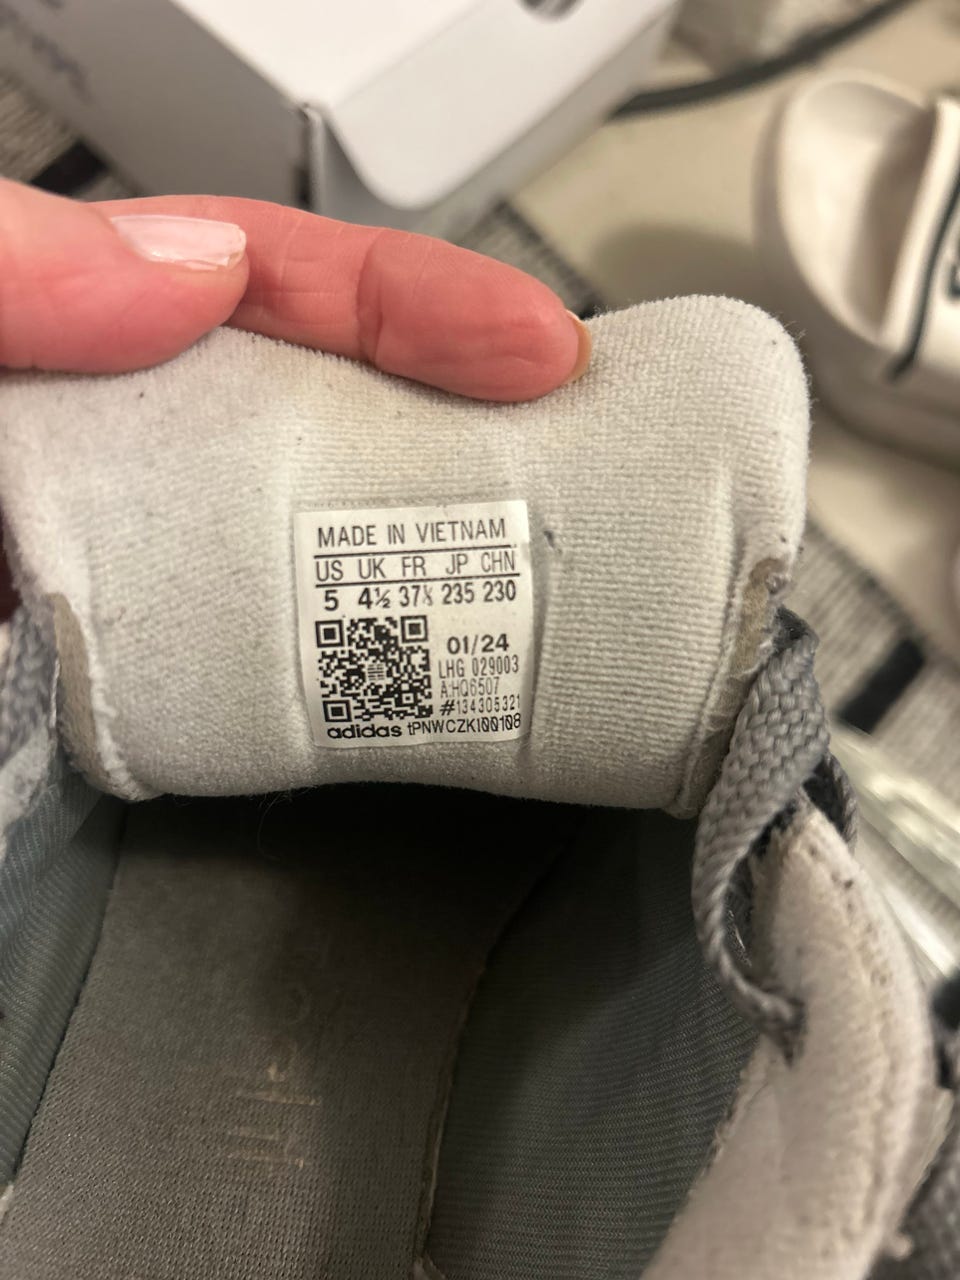 MADE IN VIETNAM
US UK FR JP CHN
5 4½ 37⅓ 235 230
01/24
LHG 029003
A:HQ6507
#134305321
adidas tPNWCZKI00108